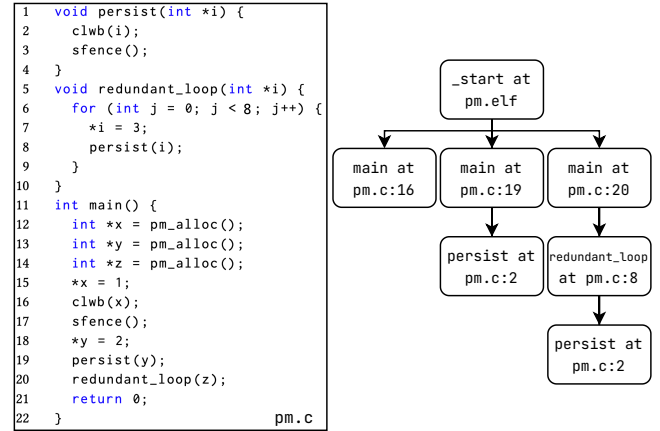 1 void persist(int *i) {
2 clwb(i);
3 sfence();
4 }
5 void redundant_loop(int *i) {
6 for (int j = 0; j < 8; j++) {
7 *i = 3;
8 persist(i);
9 }
10 }
11 int main() {
12 int *x = pm_alloc();
13 int *y = pm_alloc();
14 int *z = pm_alloc();
15 *x = 1;
16 clwb(x);
17 sfence();
18 *y = 2;
19 persist(y);
20 redundant_loop(z);
21 return 0;
22 } pm.c
_start at
pm.elf
main at
pm.c:16
main at
pm.c:19
main at
pm.c:20
persist at
pm.c:2
redundant_loop
at pm.c:8
persist at
pm.c:2